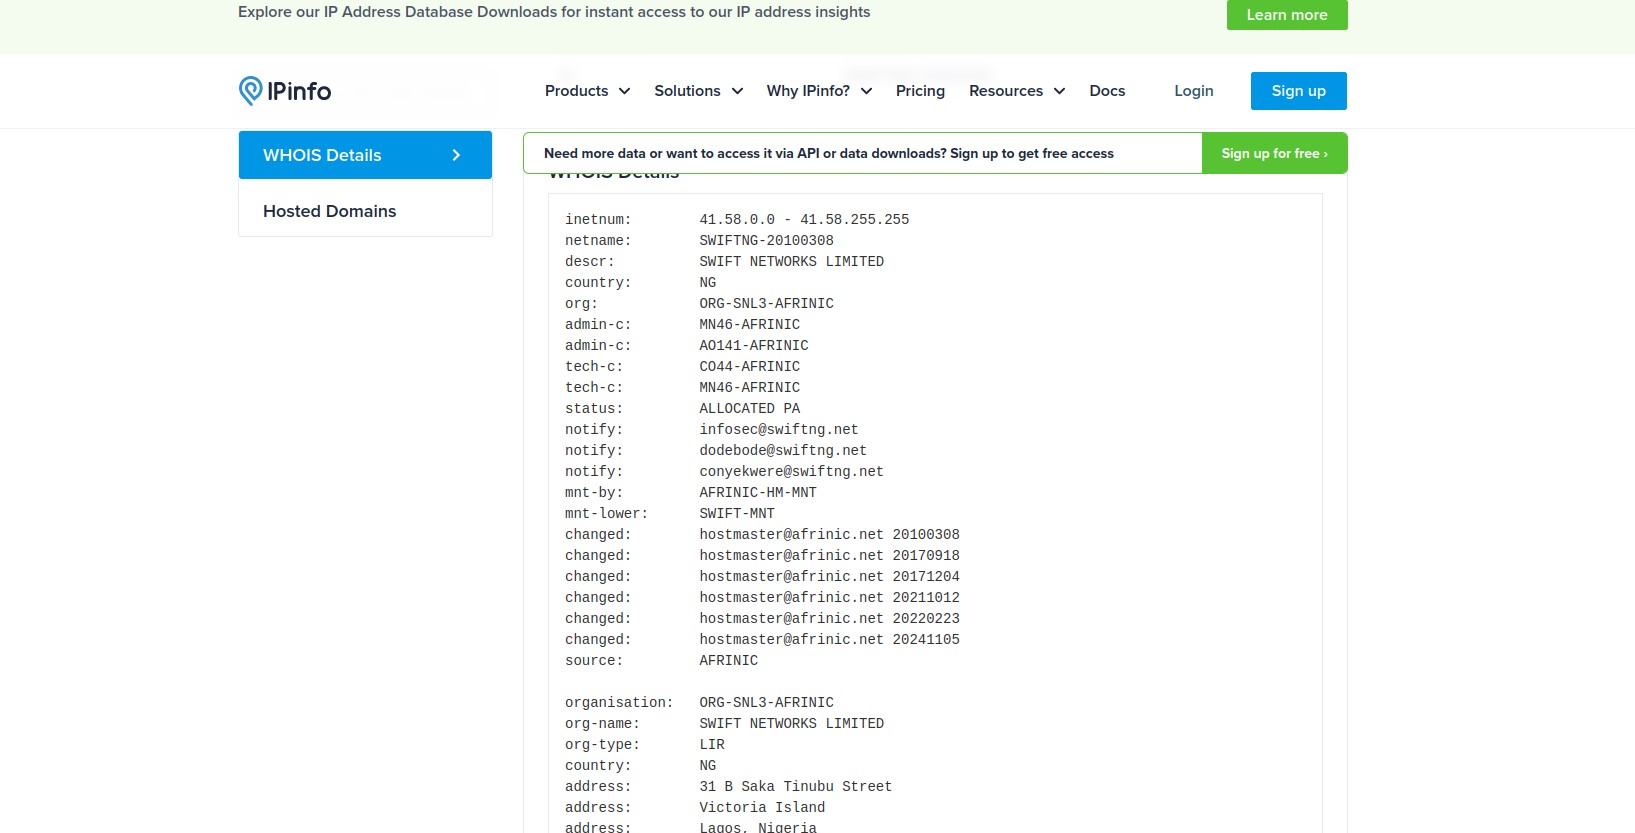 Explore our IP Address Database Downloads for instant access to our IP address insights
Learn more
IPinfo
Products
Solutions
Why IPinfo?
Pricing
Resources
Docs
Login
Sign up
WHOIS Details
Hosted Domains
Need more data or want to access it via API or data downloads? Sign up to get free access
Sign up for free ›
WHOIS Details
inetnum: 41.58.0.0 - 41.58.255.255
netname: SWIFTNG-20100308
descr: SWIFT NETWORKS LIMITED
country: NG
org: ORG-SNL3-AFRINIC
admin-c: MN46-AFRINIC
admin-c: AO141-AFRINIC
tech-c: CO44-AFRINIC
tech-c: MN46-AFRINIC
status: ALLOCATED PA
notify: infosec@swiftng.net
notify: dodebode@swiftng.net
notify: conyekwere@swiftng.net
mnt-by: AFRINIC-HM-MNT
mnt-lower: SWIFT-MNT
changed: hostmaster@afrinic.net 20100308
changed: hostmaster@afrinic.net 20170918
changed: hostmaster@afrinic.net 20171204
changed: hostmaster@afrinic.net 20211012
changed: hostmaster@afrinic.net 20220223
changed: hostmaster@afrinic.net 20241105
source: AFRINIC
organisation: ORG-SNL3-AFRINIC
org-name: SWIFT NETWORKS LIMITED
org-type: LIR
country: NG
address: 31 B Saka Tinubu Street
address: Victoria Island
address: Lagos, Nigeria